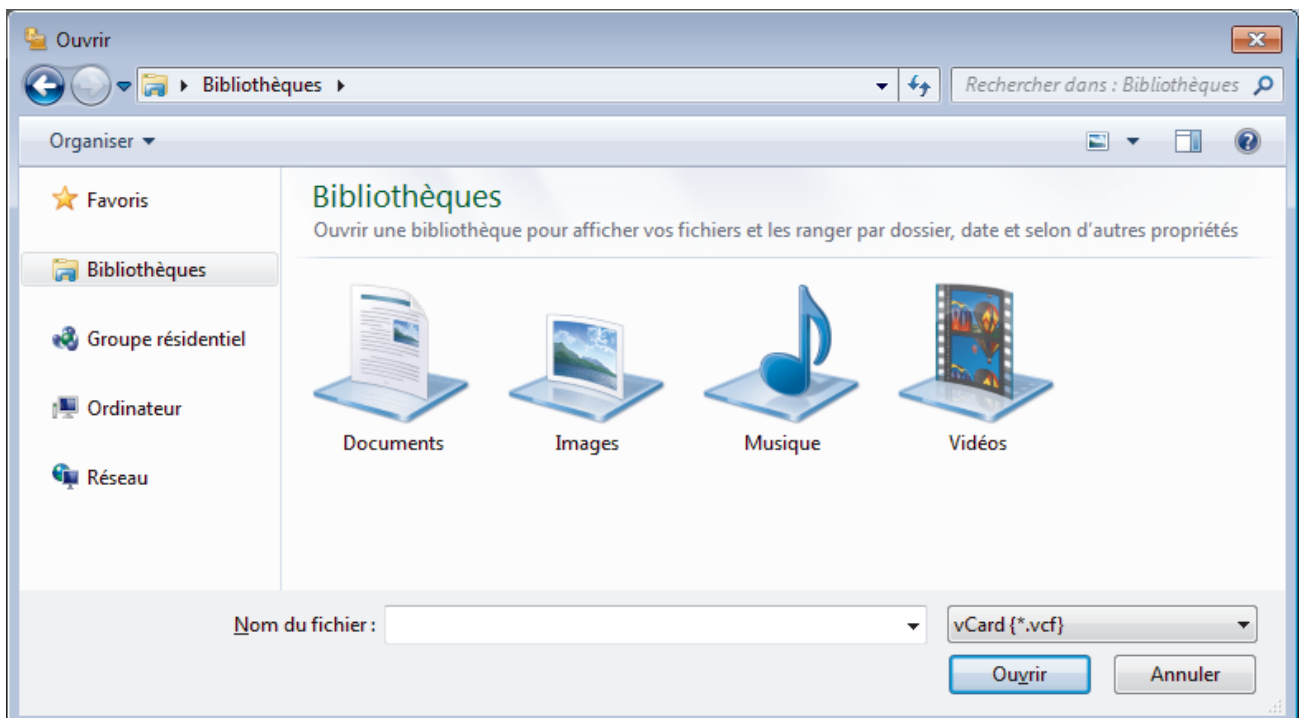 Ouvrir
Bibliothèques
Rechercher dans : Bibliothèques
Organiser
Favoris
Bibliothèques
Groupe résidentiel
Ordinateur
Réseau
Bibliothèques
Ouvrir une bibliothèque pour afficher vos fichiers et les ranger par dossier, date et selon d'autres propriétés
Documents Images Musique Vidéos
Nom du fichier : vCard {*.vcf}
Ouvrir Annuler